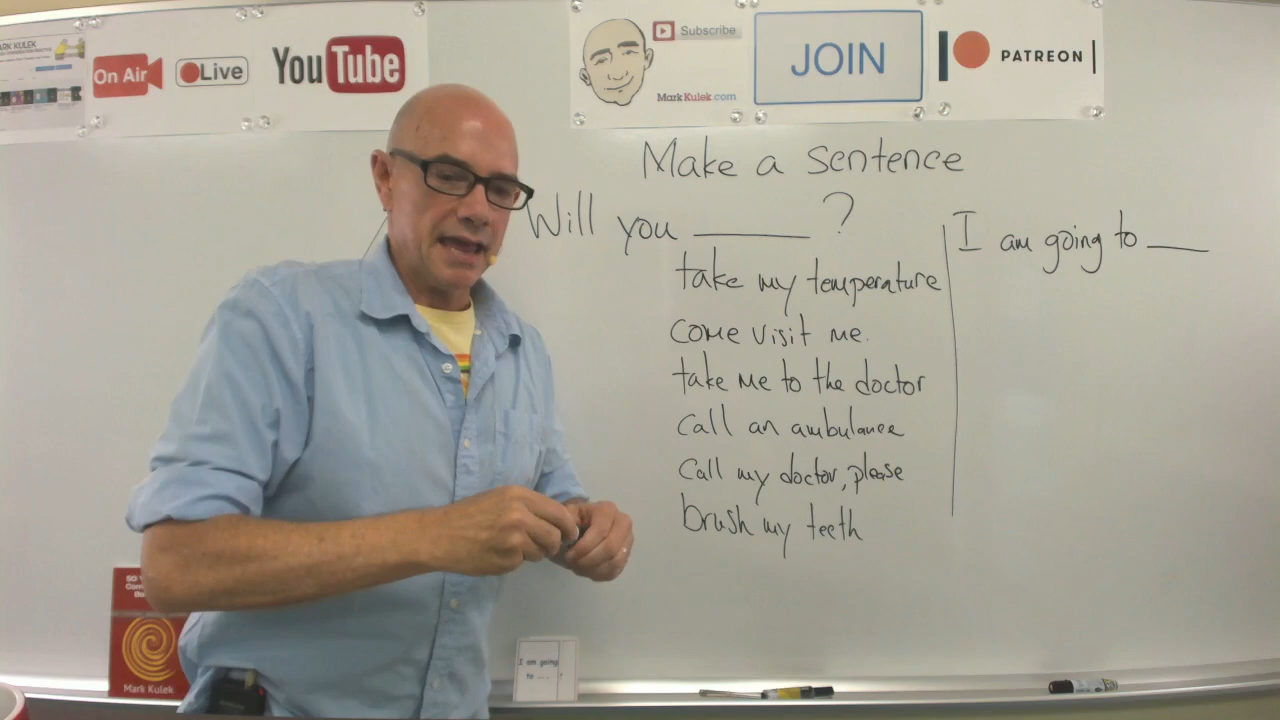 ARK KULEK
On Air
Live
YouTube
Subscribe
MarkKulek.com
JOIN
PATREON
Make a sentence
Will you ______ ?
take my temperature
come visit me.
take me to the doctor
call an ambulance
call my doctor, please
brush my teeth
I am going to ____
Mark Kulek
I am going
to ....